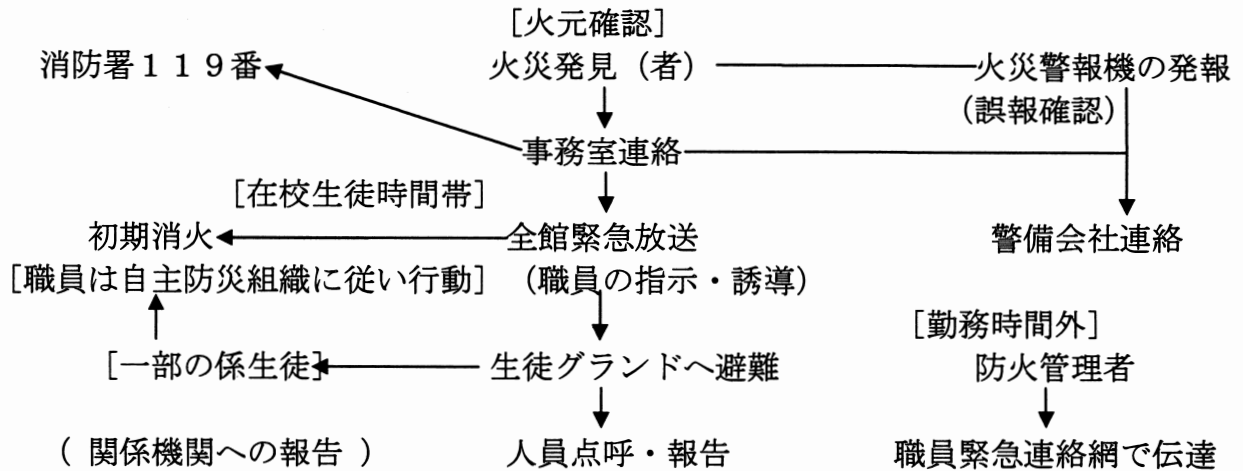 [火元確認]
消防署119番 火災発見(者) 火災警報機の発報
(誤報確認)
事務室連絡
[在校生徒時間帯]
初期消火 全館緊急放送 警備会社連絡
[職員は自主防災組織に従い行動] (職員の指示・誘導)
[勤務時間外]
[一部の係生徒] 生徒グランドへ避難 防火管理者
( 関係機関への報告 ) 人員点呼・報告 職員緊急連絡網で伝達